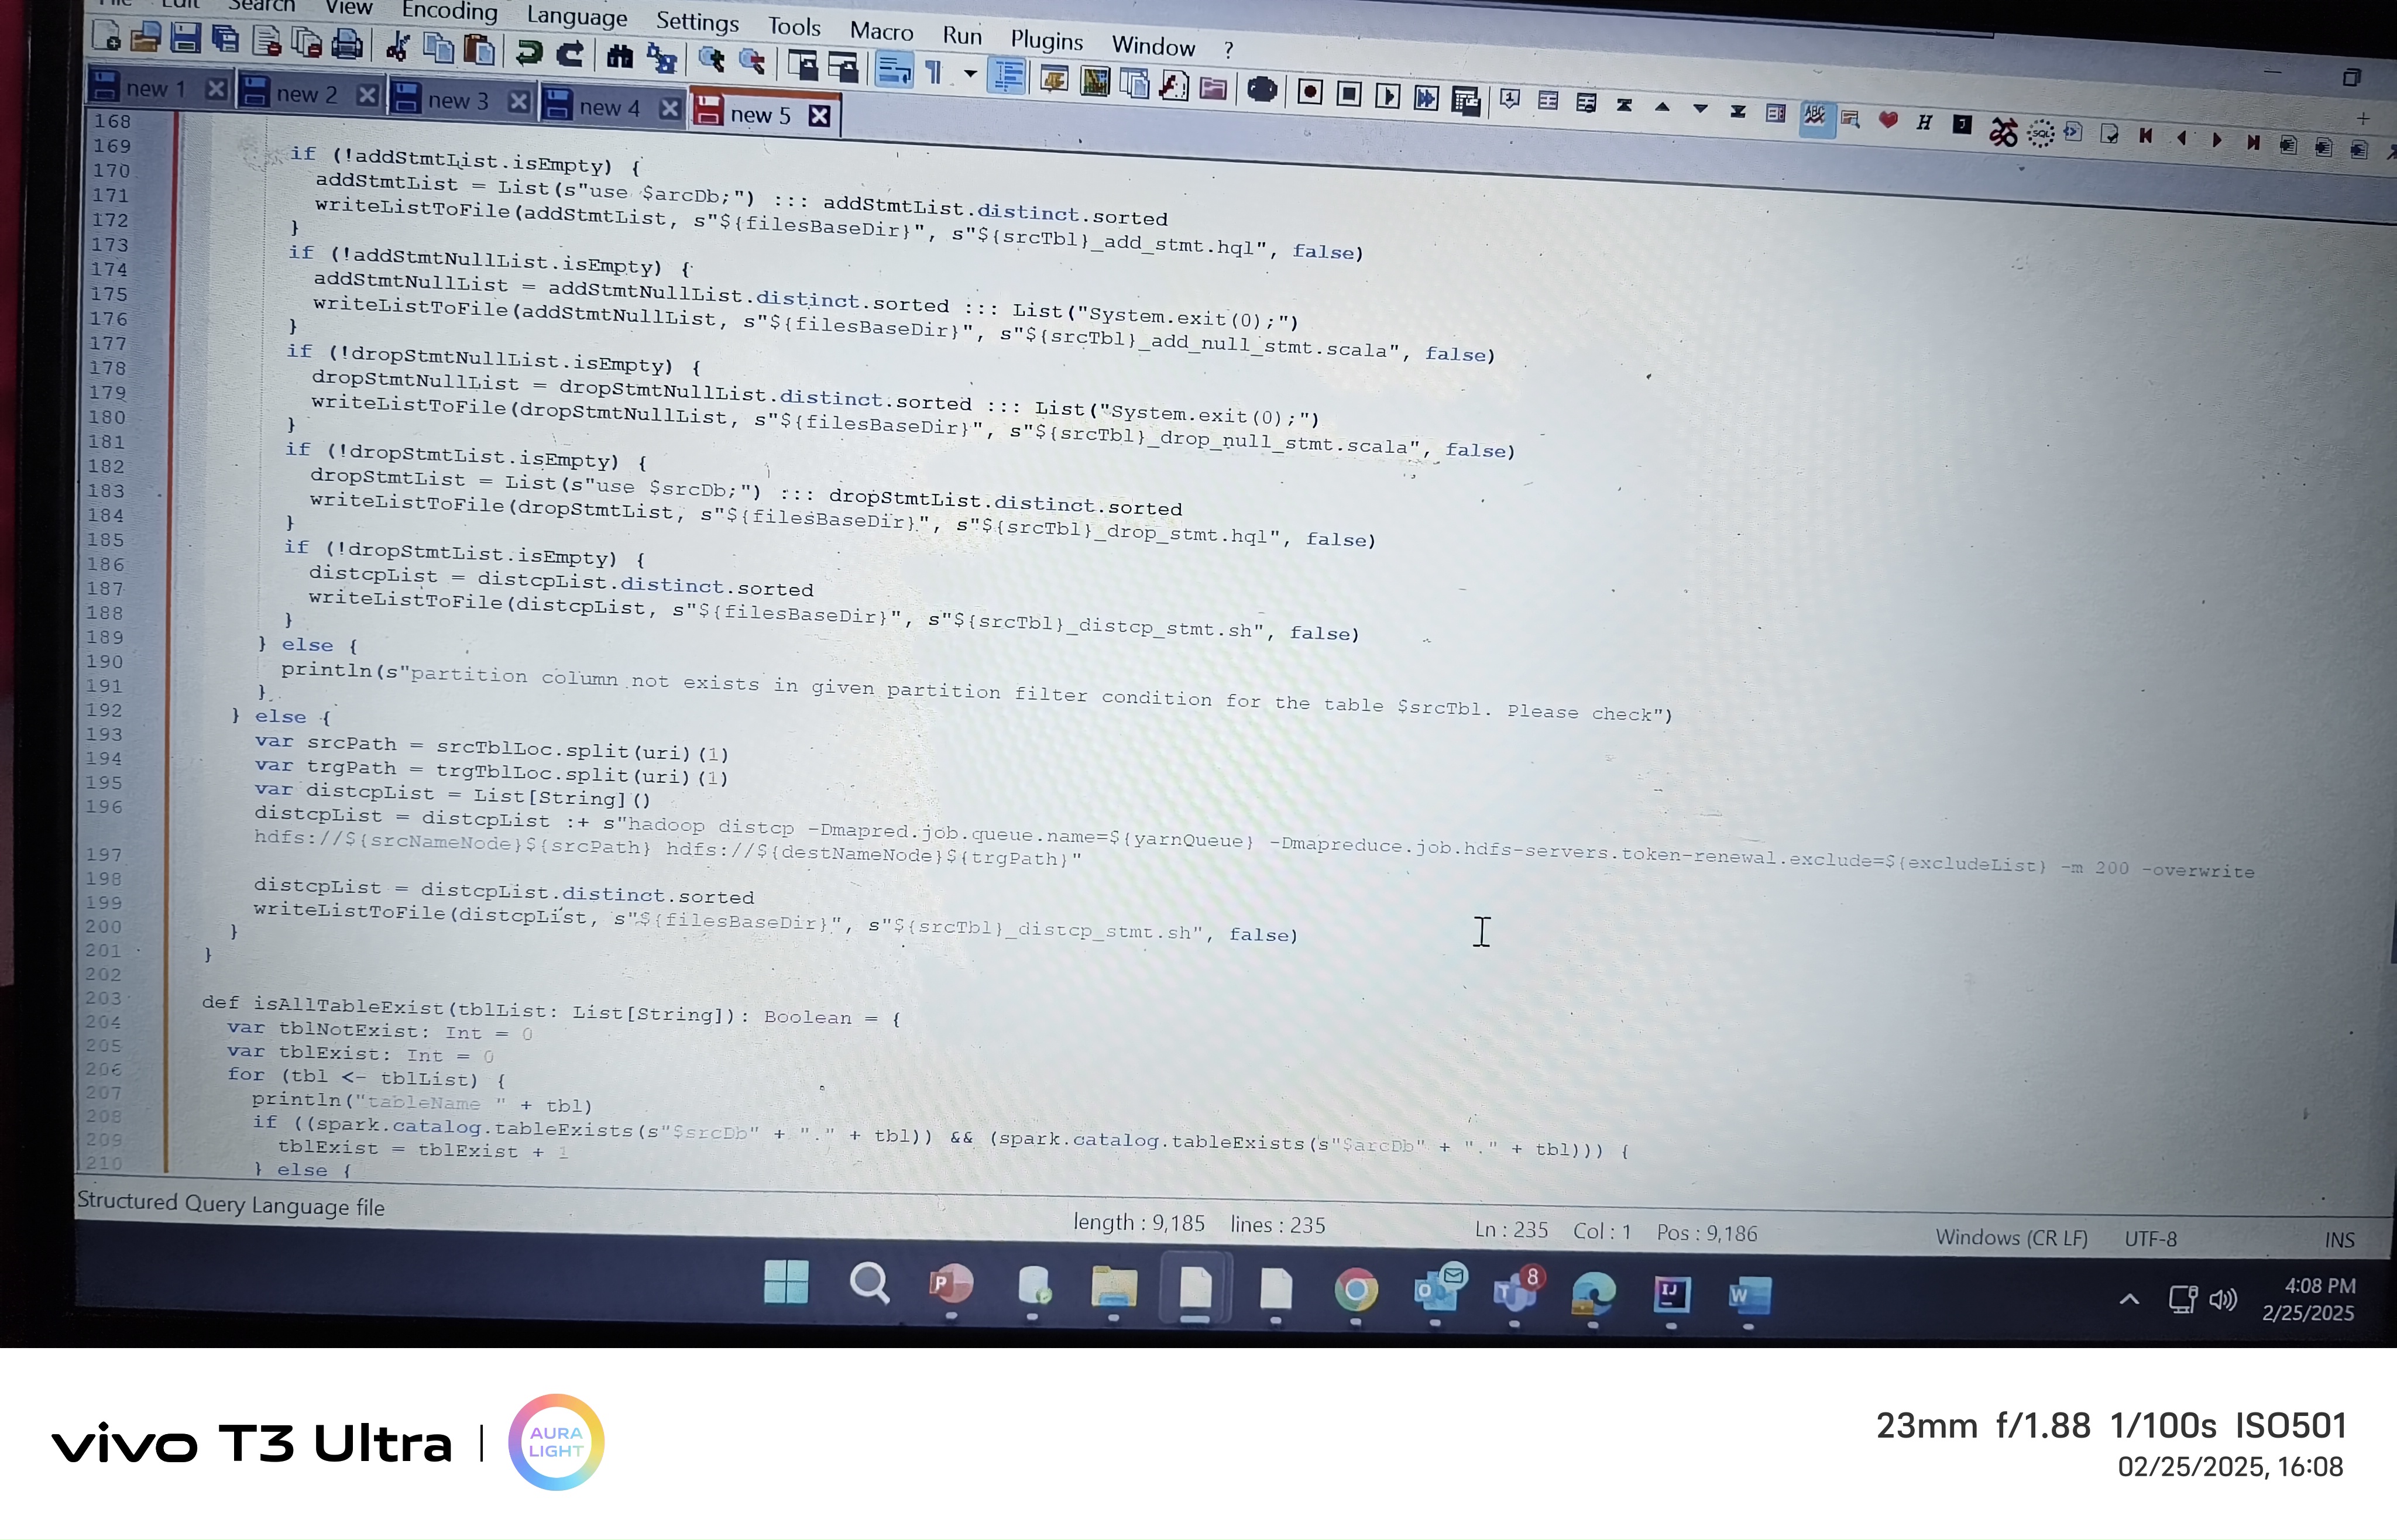 File Edit Search View Encoding Language Settings Tools Macro Run Plugins Window ?
new 1 new 2 new 3 new 4 new 5
168
169 if (!addStmtList.isEmpty) {
170 addStmtList = List(s"use $arcDb;") ::: addStmtList.distinct.sorted
171 writeListToFile(addStmtList, s"${filesBaseDir}", s"${srcTbl}_add_stmt.hql", false)
172 }
173 if (!addStmtNullList.isEmpty) {
174 addStmtNullList = addStmtNullList.distinct.sorted ::: List("System.exit(0);")
175 writeListToFile(addStmtNullList, s"${filesBaseDir}", s"${srcTbl}_add_null_stmt.scala", false)
176 }
177 if (!dropStmtNullList.isEmpty) {
178 dropStmtNullList = dropStmtNullList.distinct.sorted ::: List("System.exit(0);")
179 writeListToFile(dropStmtNullList, s"${filesBaseDir}", s"${srcTbl}_drop_null_stmt.scala", false)
180 }
181 if (!dropStmtList.isEmpty) {
182 dropStmtList = List(s"use $srcDb;") ::: dropStmtList.distinct.sorted
183 writeListToFile(dropStmtList, s"${filesBaseDir}", s"${srcTbl}_drop_stmt.hql", false)
184 }
185 if (!dropStmtList.isEmpty) {
186 distcpList = distcpList.distinct.sorted
187 writeListToFile(distcpList, s"${filesBaseDir}", s"${srcTbl}_distcp_stmt.sh", false)
188 }
189 } else {
190 println(s"partition column not exists in given partition filter condition for the table $srcTbl. Please check")
191 }
192 } else {
193 var srcPath = srcTblLoc.split(uri)(1)
194 var trgPath = trgTblLoc.split(uri)(1)
195 var distcpList = List[String]()
196 distcpList = distcpList :+ s"hadoop distcp -Dmapred.job.queue.name=${yarnQueue} -Dmapreduce.job.hdfs-servers.token-renewal.exclude=${excludeList} -m 200 -overwrite
hdfs://${srcNameNode}${srcPath} hdfs://${destNameNode}${trgPath}"
197
198 distcpList = distcpList.distinct.sorted
199 writeListToFile(distcpList, s"${filesBaseDir}", s"${srcTbl}_distcp_stmt.sh", false)
200 }
201 }
202
203 def isAllTableExist(tblList: List[String]): Boolean = {
204 var tblNotExist: Int = 0
205 var tblExist: Int = 0
206 for (tbl <- tblList) {
207 println("tableName " + tbl)
208 if ((spark.catalog.tableExists(s"$srcDb" + "." + tbl)) && (spark.catalog.tableExists(s"$arcDb" + "." + tbl))) {
209 tblExist = tblExist + 1
210 } else {
Structured Query Language file length : 9,185 lines : 235 Ln : 235 Col : 1 Pos : 9,186 Windows (CR LF) UTF-8 INS
8
4:08 PM
2/25/2025
vivo T3 Ultra | AURA LIGHT
23mm f/1.88 1/100s ISO501
02/25/2025, 16:08